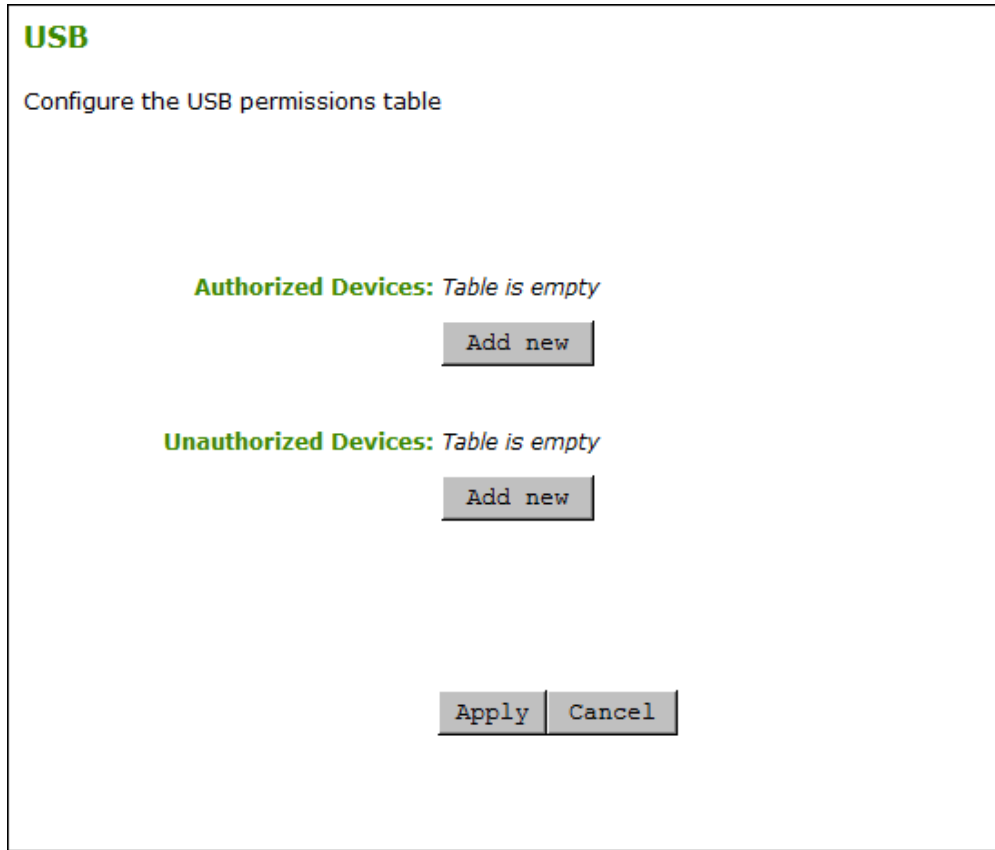 USB
Configure the USB permissions table
Authorized Devices: Table is empty
Add new
Unauthorized Devices: Table is empty
Add new
Apply Cancel